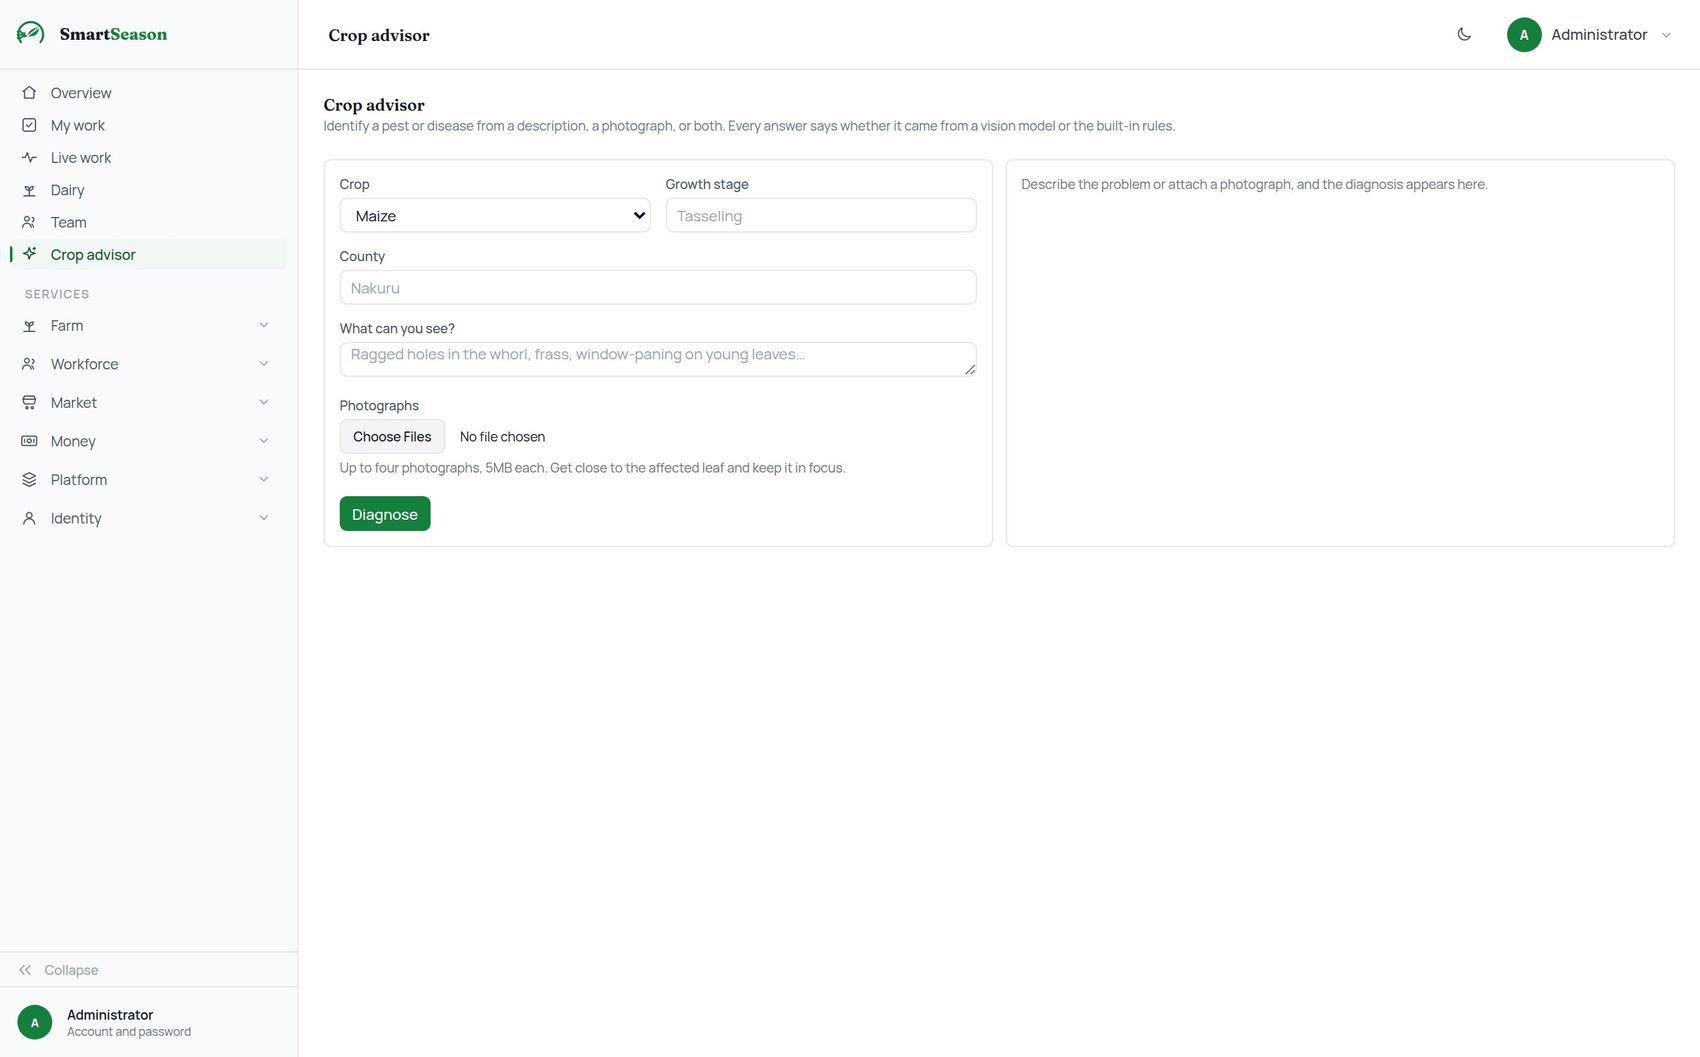 SmartSeason
Crop advisor
A
Administrator
Overview
My work
Live work
Dairy
Team
Crop advisor
SERVICES
Farm
Workforce
Market
Money
Platform
Identity
Collapse
A
Administrator
Account and password
Crop advisor
Identify a pest or disease from a description, a photograph, or both. Every answer says whether it came from a vision model or the built-in rules.
Crop
Growth stage
Maize
Tasseling
County
Nakuru
What can you see?
Ragged holes in the whorl, frass, window-paning on young leaves...
Photographs
Choose Files
No file chosen
Up to four photographs, 5MB each. Get close to the affected leaf and keep it in focus.
Diagnose
Describe the problem or attach a photograph, and the diagnosis appears here.